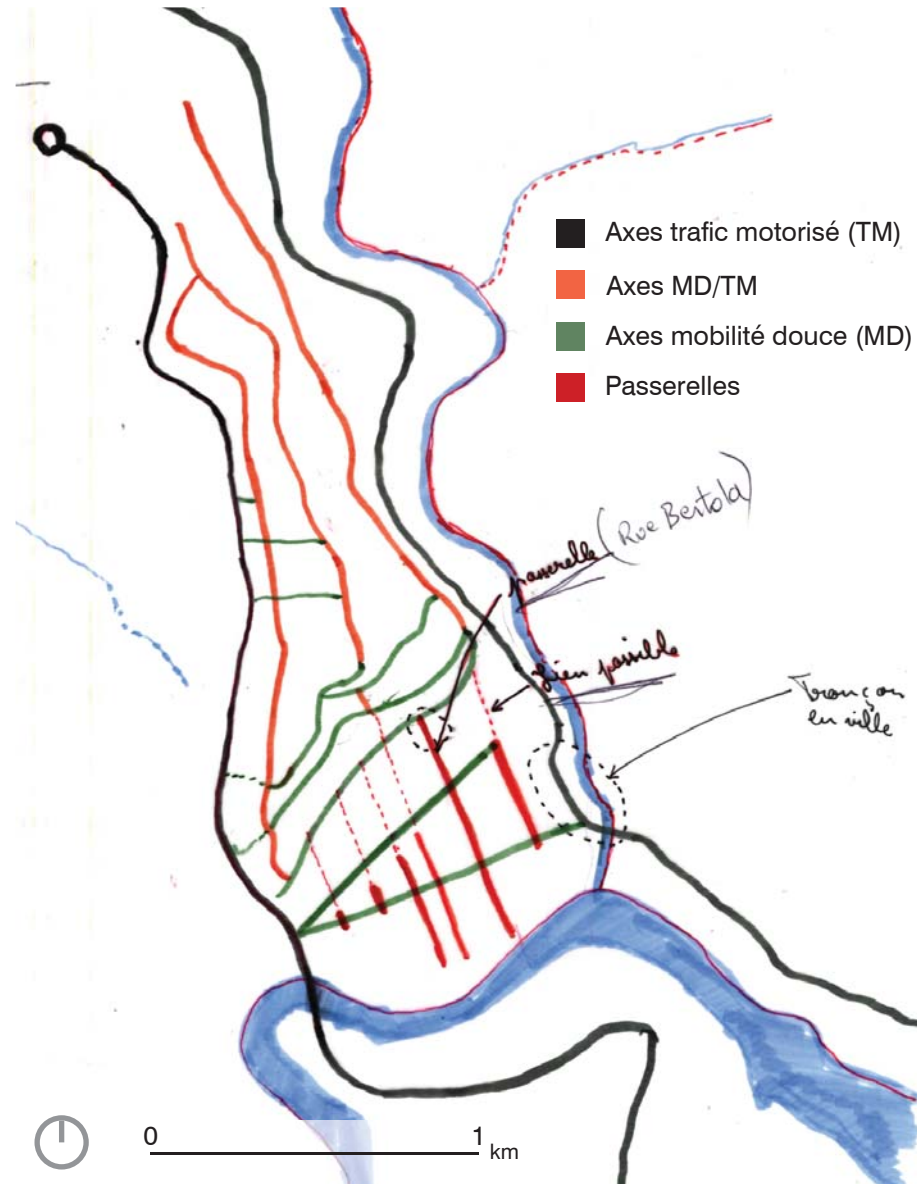 Axes trafic motorisé (TM)
Axes MD/TM
Axes mobilité douce (MD)
Passerelles
passerelle (Rue Bertola)
Lien possible
Tronçon
en ville
0 1
km